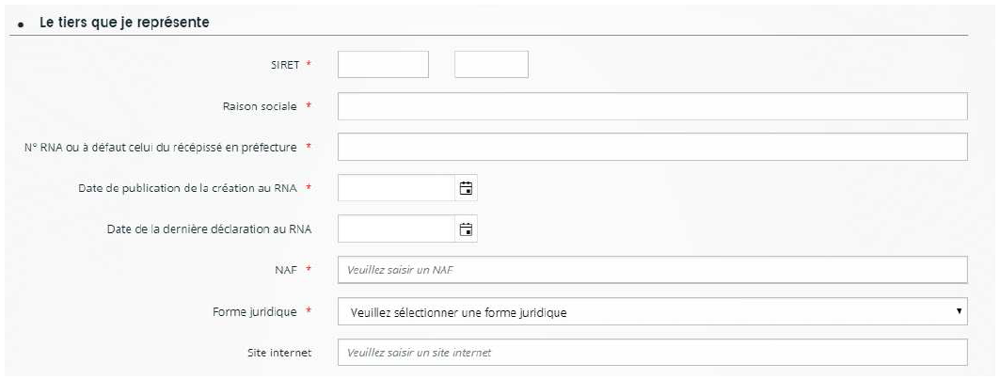 • Le tiers que je représente
SIRET *
Raison sociale *
N° RNA ou à défaut celui du récépissé en préfecture *
Date de publication de la création au RNA *
Date de la dernière déclaration au RNA
NAF * Veuillez saisir un NAF
Forme juridique * Veuillez sélectionner une forme juridique
Site internet Veuillez saisir un site internet